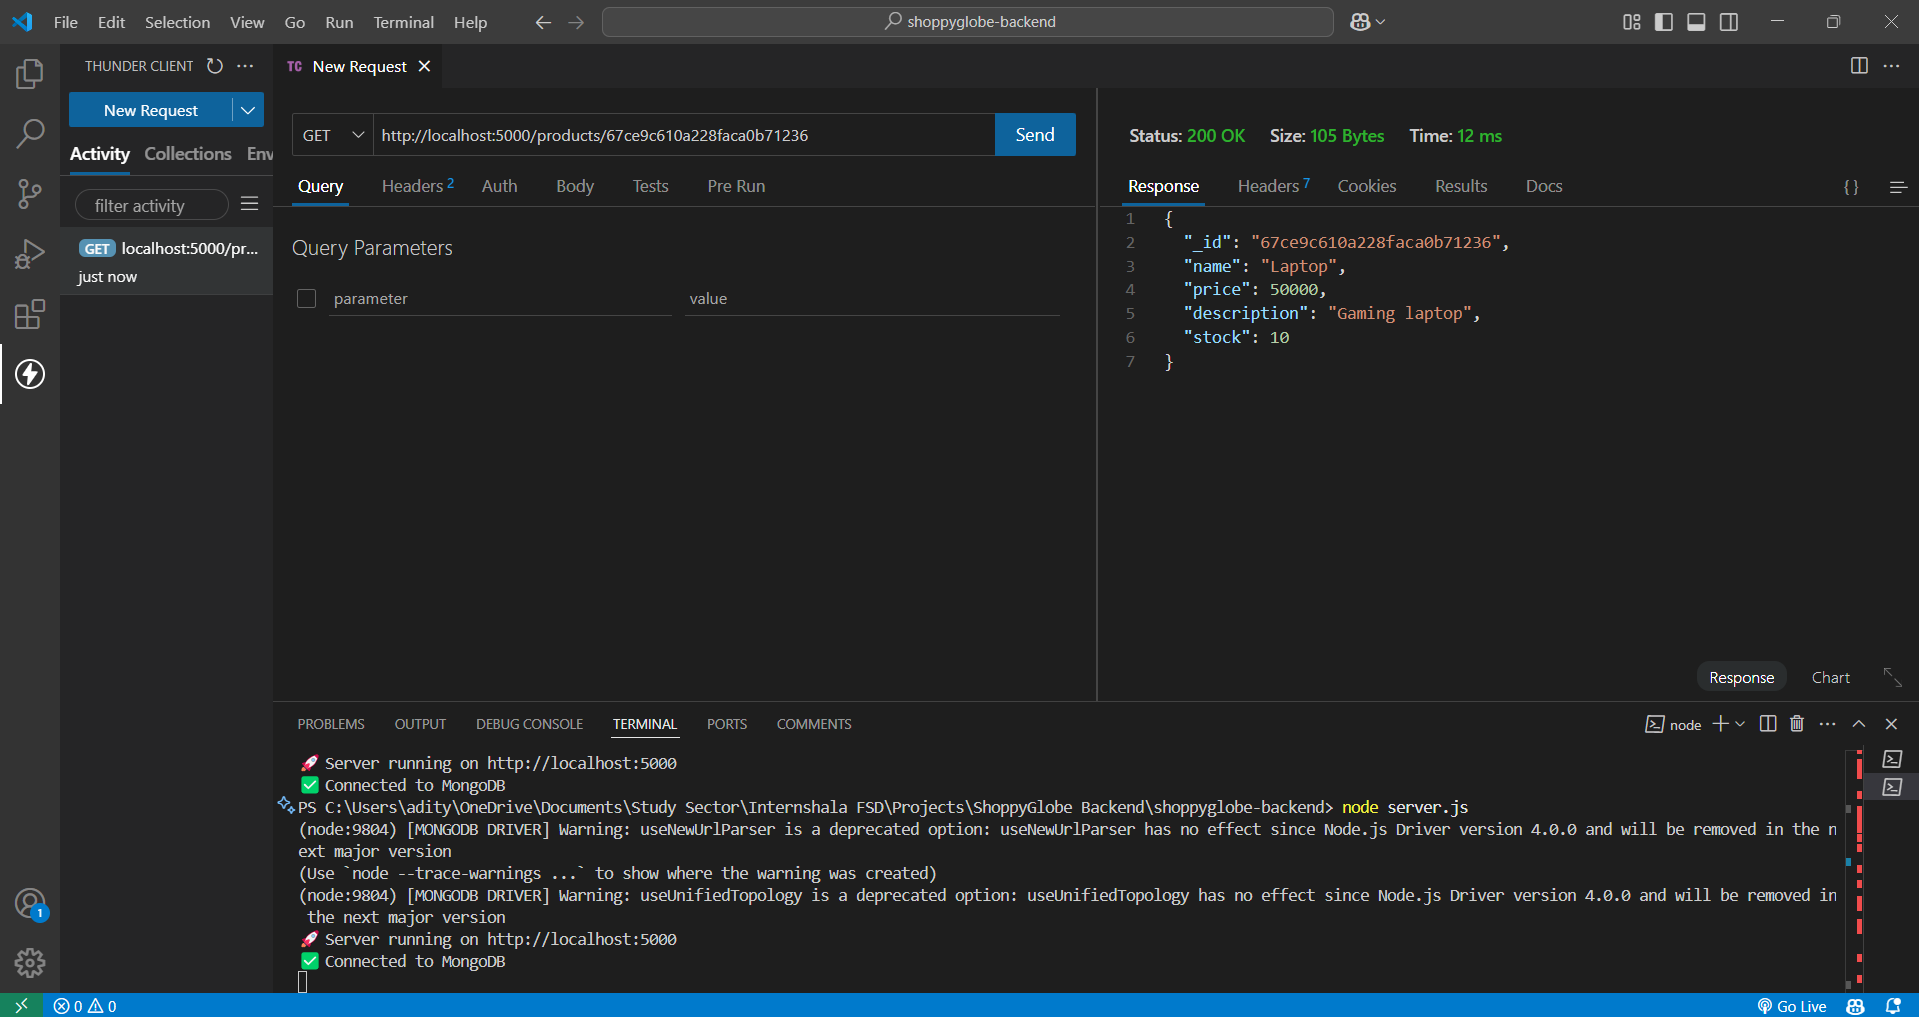 File Edit Selection View Go Run Terminal Help
shoppyglobe-backend
THUNDER CLIENT
New Request
Activity Collections Env
filter activity
GET localhost:5000/pr...
just now
TC New Request
GET http://localhost:5000/products/67ce9c610a228faca0b71236 Send
Query Headers 2 Auth Body Tests Pre Run
Query Parameters
parameter value
Status: 200 OK Size: 105 Bytes Time: 12 ms
Response Headers 7 Cookies Results Docs { }
1 {
2 "_id": "67ce9c610a228faca0b71236",
3 "name": "Laptop",
4 "price": 50000,
5 "description": "Gaming laptop",
6 "stock": 10
7 }
Response Chart
PROBLEMS OUTPUT DEBUG CONSOLE TERMINAL PORTS COMMENTS
node
🚀 Server running on http://localhost:5000
✅ Connected to MongoDB
PS C:\Users\adity\OneDrive\Documents\Study Sector\Internshala FSD\Projects\ShoppyGlobe Backend\shoppyglobe-backend> node server.js
(node:9804) [MONGODB DRIVER] Warning: useNewUrlParser is a deprecated option: useNewUrlParser has no effect since Node.js Driver version 4.0.0 and will be removed in the n
ext major version
(Use `node --trace-warnings ...` to show where the warning was created)
(node:9804) [MONGODB DRIVER] Warning: useUnifiedTopology is a deprecated option: useUnifiedTopology has no effect since Node.js Driver version 4.0.0 and will be removed in
the next major version
🚀 Server running on http://localhost:5000
✅ Connected to MongoDB
1
0 0
Go Live